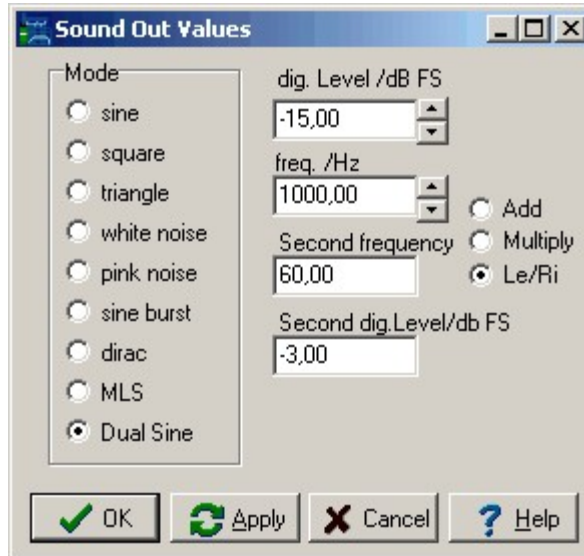 Sound Out Values
Mode
sine
square
triangle
white noise
pink noise
sine burst
dirac
MLS
Dual Sine
dig. Level /dB FS
-15,00
freq. /Hz
1000,00
Second frequency
60,00
Second dig.Level/db FS
-3,00
Add
Multiply
Le/Ri
OK
Apply
Cancel
Help